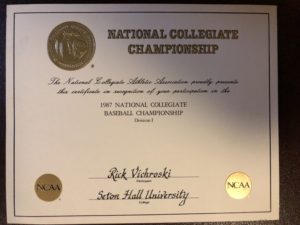 NATIONAL COLLEGIATE
CHAMPIONSHIP
The National Collegiate Athletic Association proudly presents
this certificate in recognition of your participation in the
1987 NATIONAL COLLEGIATE
BASEBALL CHAMPIONSHIP
Division I
Rick Vichroski
Participant
NCAA
NCAA
Seton Hall University
College